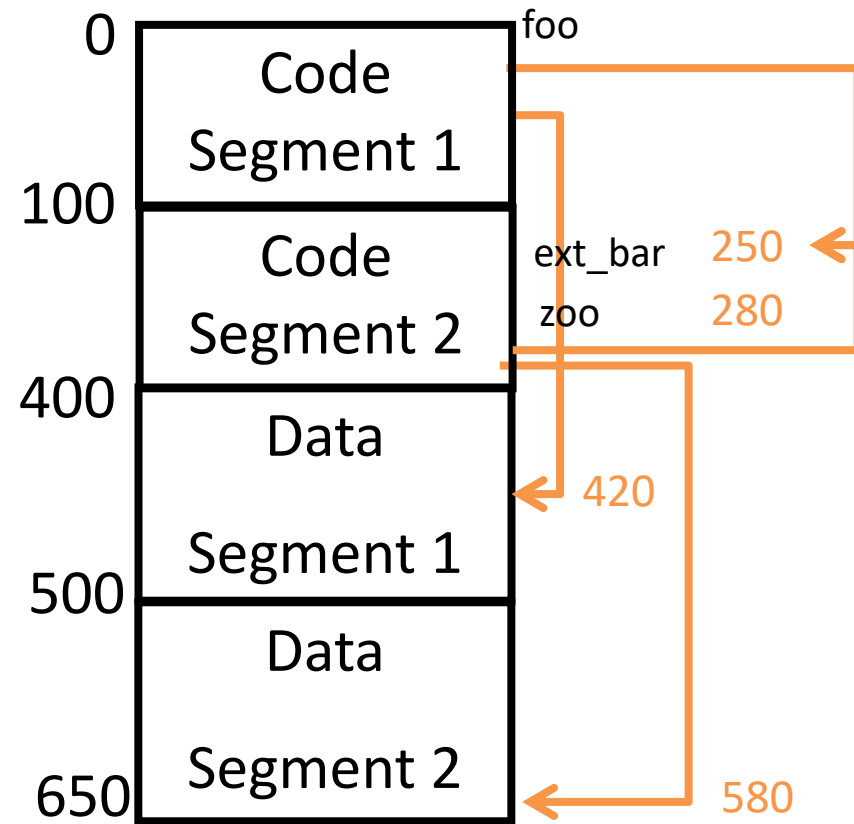 0
foo
Code
Segment 1
100
Code
ext_bar 250
Segment 2
zoo 280
400
Data
420
Segment 1
500
Data
Segment 2
650
580